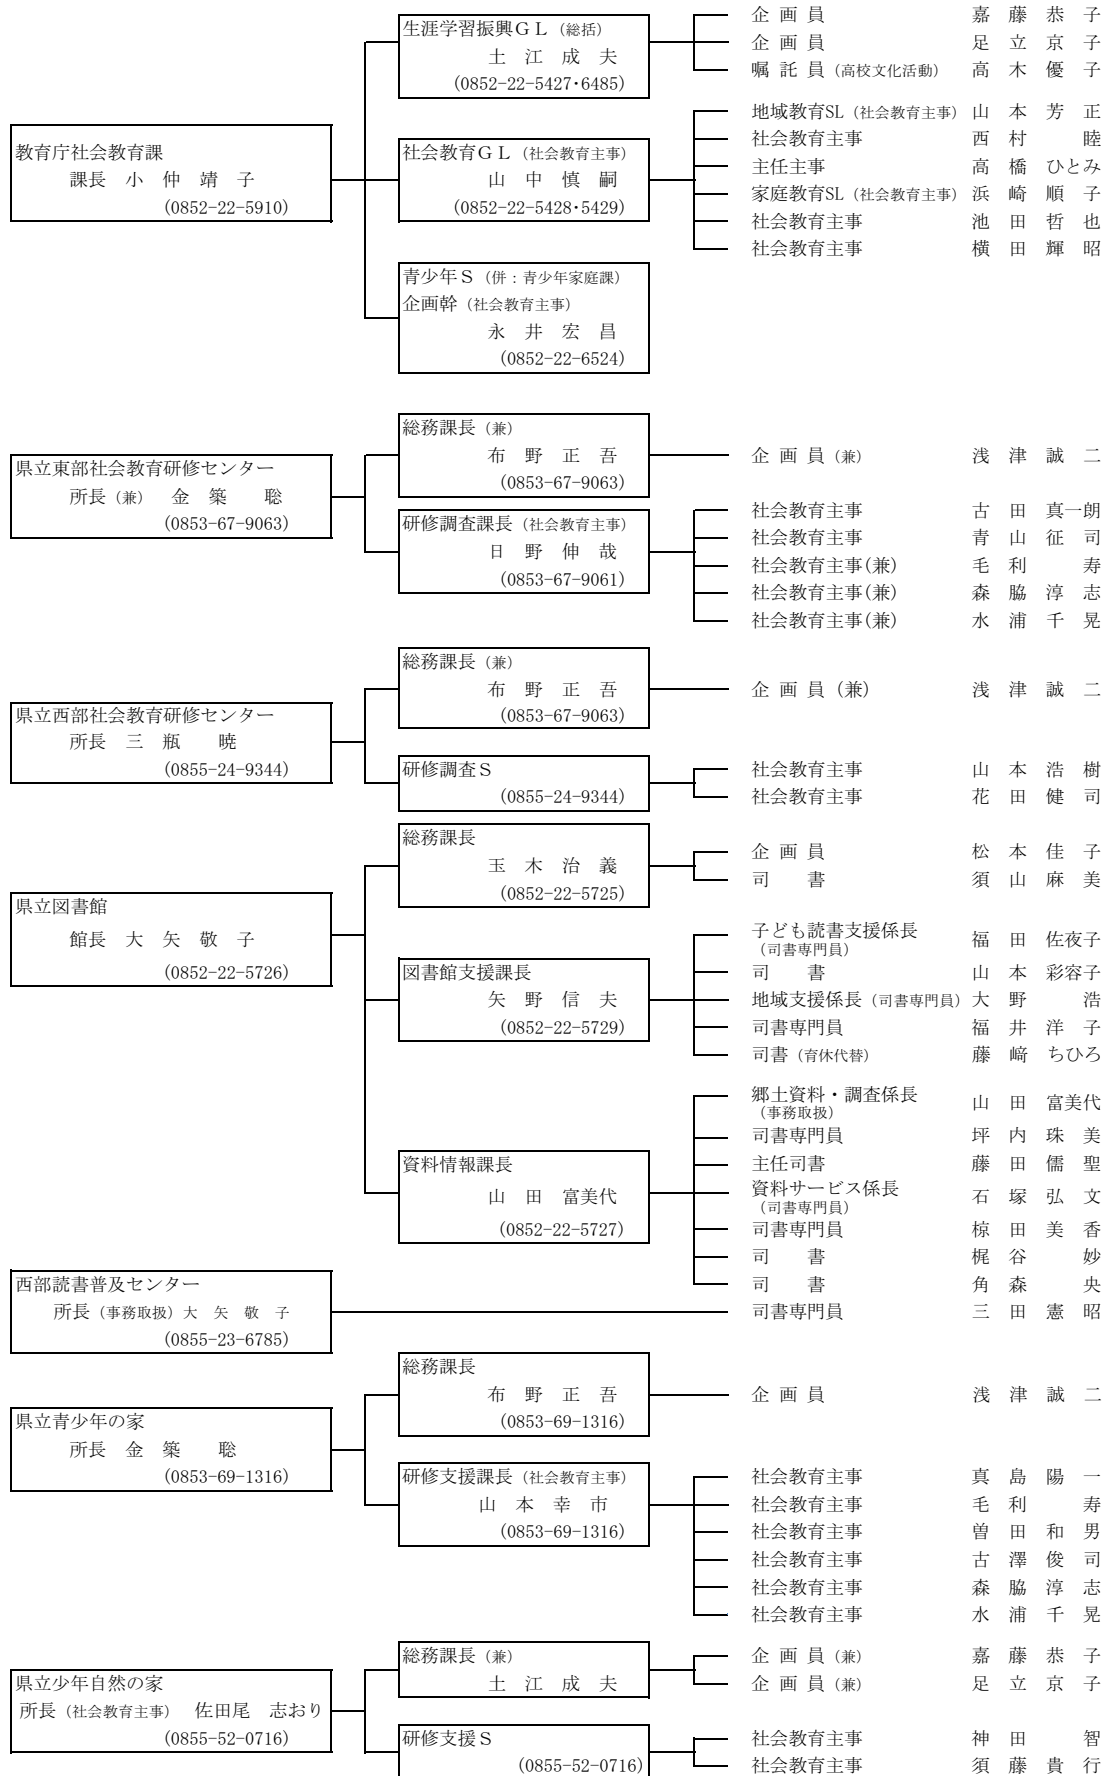 教育庁社会教育課
課長 小 仲 靖 子
(0852-22-5910)
生涯学習振興ＧＬ（総括）
土 江 成 夫
(0852-22-5427・6485)
企 画 員 嘉 藤 恭 子
企 画 員 足 立 京 子
嘱 託 員（高校文化活動） 高 木 優 子
社会教育ＧＬ（社会教育主事）
山 中 慎 嗣
(0852-22-5428・5429)
地域教育SL（社会教育主事） 山 本 芳 正
社会教育主事 西 村 睦
主任主事 高 橋 ひとみ
家庭教育SL（社会教育主事） 浜 崎 順 子
社会教育主事 池 田 哲 也
社会教育主事 横 田 輝 昭
青少年Ｓ（併：青少年家庭課）
企画幹（社会教育主事）
永 井 宏 昌
(0852-22-6524)
県立東部社会教育研修センター
所長（兼） 金 築 聡
(0853-67-9063)
総務課長（兼）
布 野 正 吾
(0853-67-9063)
企 画 員（兼） 浅 津 誠 二
研修調査課長（社会教育主事）
日 野 伸 哉
(0853-67-9061)
社会教育主事 古 田 真一朗
社会教育主事 青 山 征 司
社会教育主事(兼) 毛 利 寿
社会教育主事(兼) 森 脇 淳 志
社会教育主事(兼) 水 浦 千 晃
県立西部社会教育研修センター
所長 三 瓶 暁
(0855-24-9344)
総務課長（兼）
布 野 正 吾
(0853-67-9063)
企 画 員（兼） 浅 津 誠 二
研修調査Ｓ
(0855-24-9344)
社会教育主事 山 本 浩 樹
社会教育主事 花 田 健 司
県立図書館
館長 大 矢 敬 子
(0852-22-5726)
総務課長
玉 木 治 義
(0852-22-5725)
企 画 員 松 本 佳 子
司 書 須 山 麻 美
図書館支援課長
矢 野 信 夫
(0852-22-5729)
子ども読書支援係長 福 田 佐夜子
（司書専門員）
司 書 山 本 彩容子
地域支援係長（司書専門員） 大 野 浩
司書専門員 福 井 洋 子
司書（育休代替） 藤 﨑 ちひろ
資料情報課長
山 田 富美代
(0852-22-5727)
郷土資料・調査係長 山 田 富美代
（事務取扱）
司書専門員 坪 内 珠 美
主任司書 藤 田 儒 聖
資料サービス係長 石 塚 弘 文
（司書専門員）
司書専門員 椋 田 美 香
司 書 梶 谷 妙
司 書 角 森 央
西部読書普及センター
所長（事務取扱）大 矢 敬 子
(0855-23-6785)
司書専門員 三 田 憲 昭
県立青少年の家
所長 金 築 聡
(0853-69-1316)
総務課長
布 野 正 吾
(0853-69-1316)
企 画 員 浅 津 誠 二
研修支援課長（社会教育主事）
山 本 幸 市
(0853-69-1316)
社会教育主事 真 島 陽 一
社会教育主事 毛 利 寿
社会教育主事 曽 田 和 男
社会教育主事 古 澤 俊 司
社会教育主事 森 脇 淳 志
社会教育主事 水 浦 千 晃
県立少年自然の家
所長（社会教育主事） 佐田尾 志おり
(0855-52-0716)
総務課長（兼）
土 江 成 夫
企 画 員（兼） 嘉 藤 恭 子
企 画 員（兼） 足 立 京 子
研修支援Ｓ
(0855-52-0716)
社会教育主事 神 田 智
社会教育主事 須 藤 貴 行